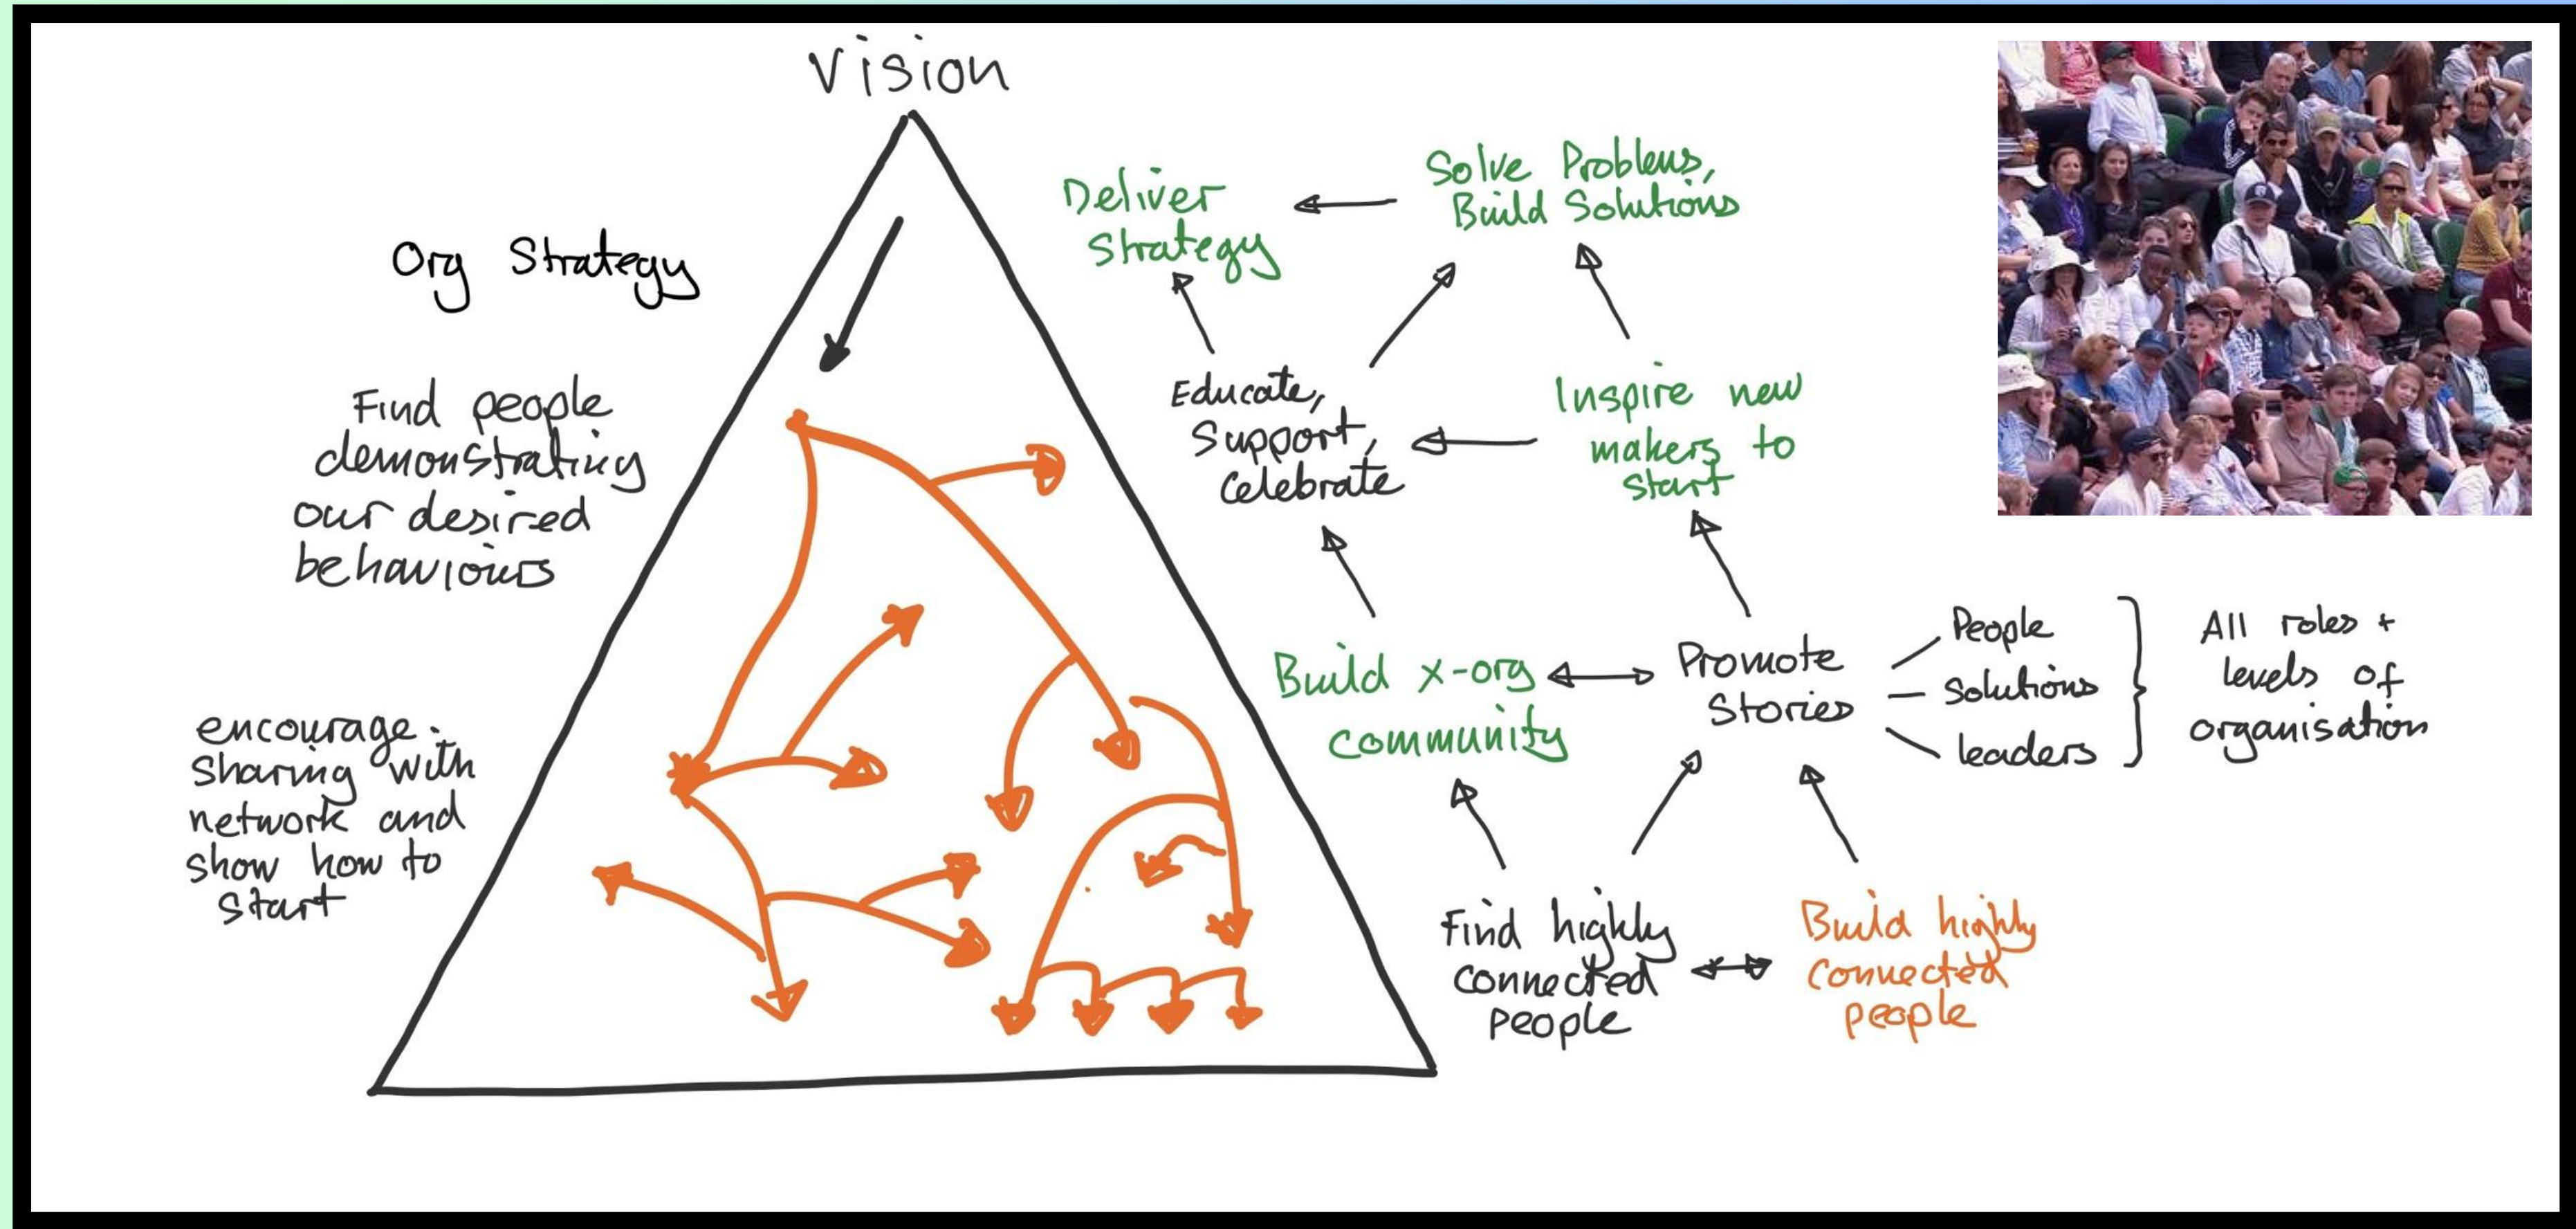 Vision
Org Strategy
Find people
demonstrating
our desired
behaviours
encourage
sharing with
network and
show how to
start
Deliver
Strategy
Solve Problems,
Build Solutions
Educate,
Support,
Celebrate
Inspire new
makers to
start
Build x-org
community
Promote
Stories
People
Solutions
leaders
All roles +
levels of
organisation
Find highly
connected
people
Build highly
connected
people